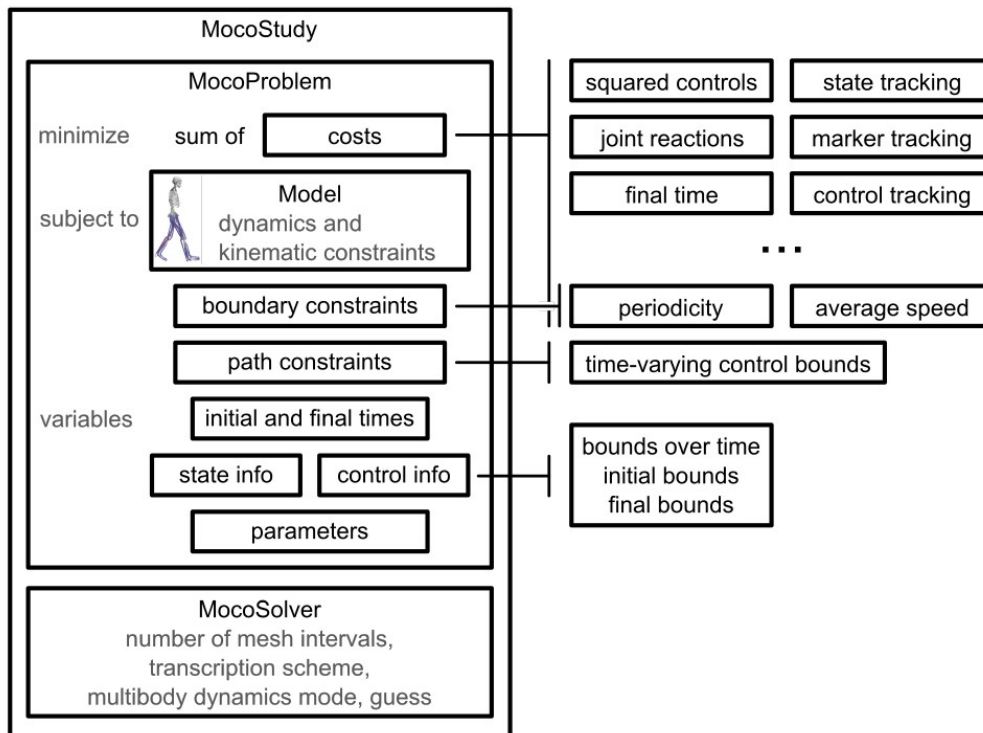 MocoStudy
MocoProblem
minimize
sum of
costs
squared controls
state tracking
joint reactions
marker tracking
final time
control tracking
...
subject to
Model
dynamics and
kinematic constraints
boundary constraints
periodicity
average speed
path constraints
time-varying control bounds
variables
initial and final times
state info
control info
bounds over time
initial bounds
final bounds
parameters
MocoSolver
number of mesh intervals,
transcription scheme,
multibody dynamics mode, guess